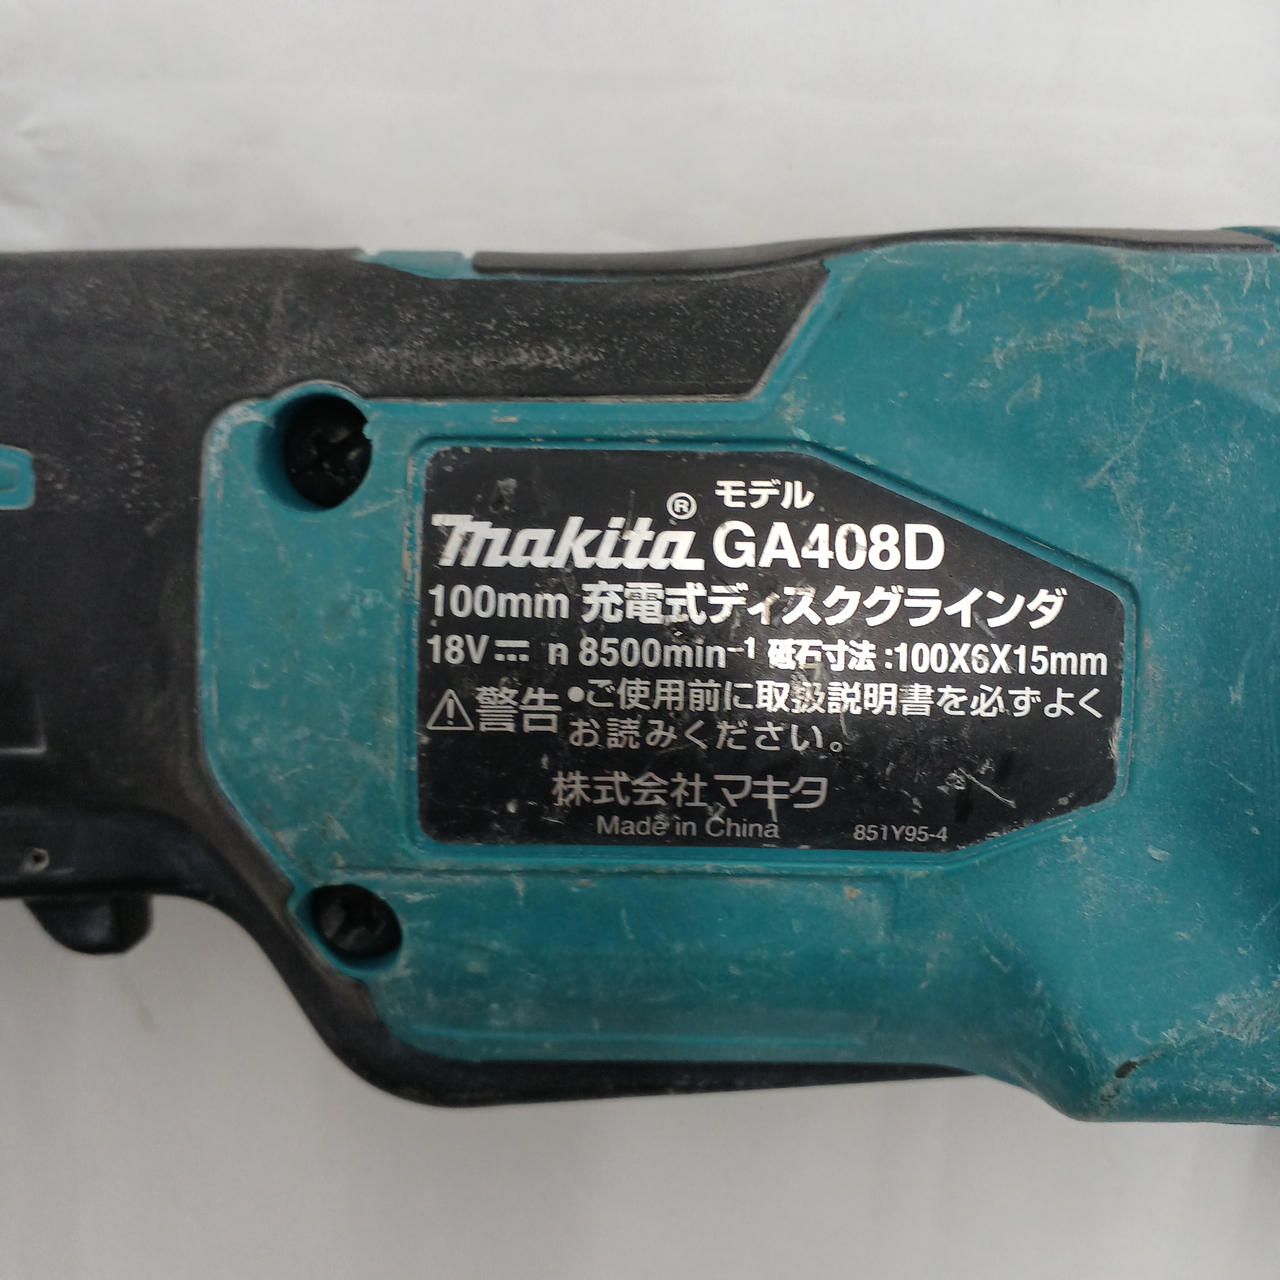 モデル
makita® GA408D
100mm 充電式ディスクグラインダ
18V⎓ n 8500min⁻¹ 砥石寸法:100X6X15mm
⚠警告 •ご使用前に取扱説明書を必ずよく
お読みください。
株式会社マキタ
Made in China 851Y95-4